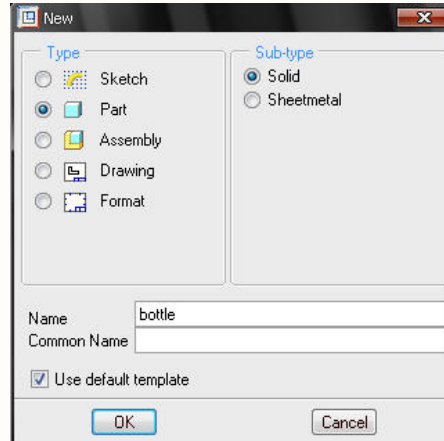 New
Type
Sketch
Part
Assembly
Drawing
Format
Sub-type
Solid
Sheetmetal
Name bottle
Common Name
Use default template
OK Cancel